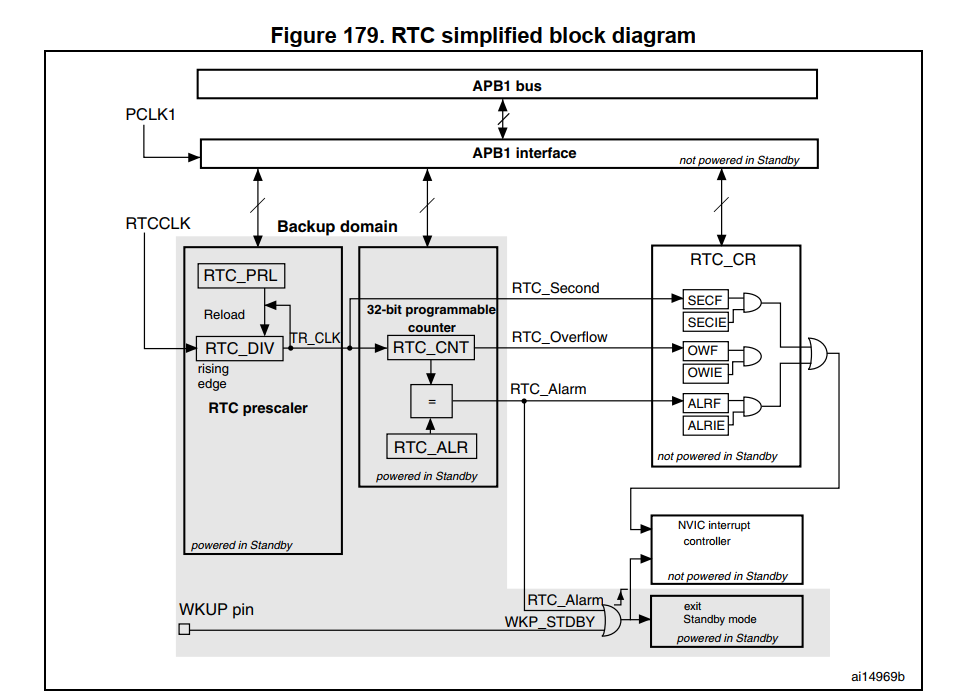 Figure 179. RTC simplified block diagram
APB1 bus
PCLK1
APB1 interface
not powered in Standby
RTCCLK
Backup domain
RTC_PRL
Reload
TR_CLK
RTC_DIV
rising
edge
RTC prescaler
powered in Standby
32-bit programmable
counter
RTC_CNT
=
RTC_ALR
powered in Standby
RTC_Second
RTC_Overflow
RTC_Alarm
RTC_CR
SECF
SECIE
OWF
OWIE
ALRF
ALRIE
not powered in Standby
NVIC interrupt
controller
not powered in Standby
WKUP pin
RTC_Alarm
WKP_STDBY
exit
Standby mode
powered in Standby
ai14969b